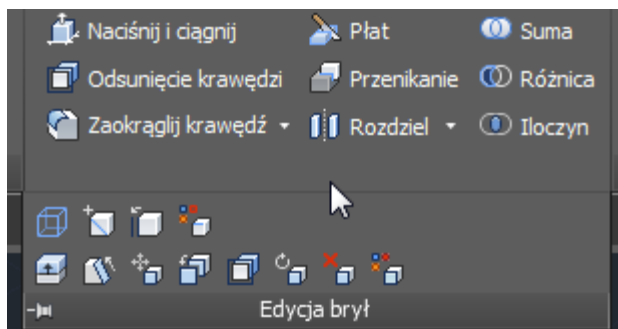 Naciśnij i ciągnij Płat Suma
Odsunięcie krawędzi Przenikanie Różnica
Zaokrąglij krawędź Rozdziel Iloczyn
Edycja brył